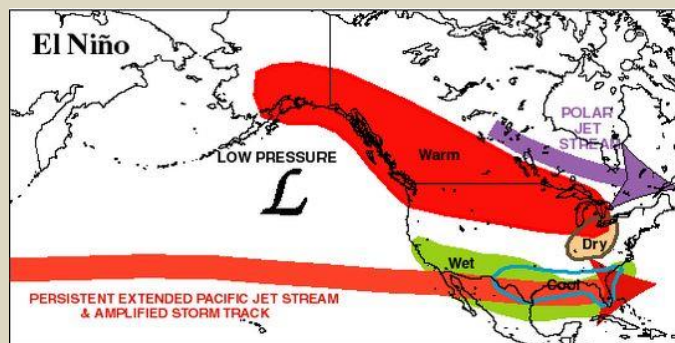 El Niño
POLAR
JET
STREAM
LOW PRESSURE
Warm
L
Dry
Wet
Cool
PERSISTENT EXTENDED PACIFIC JET STREAM
& AMPLIFIED STORM TRACK